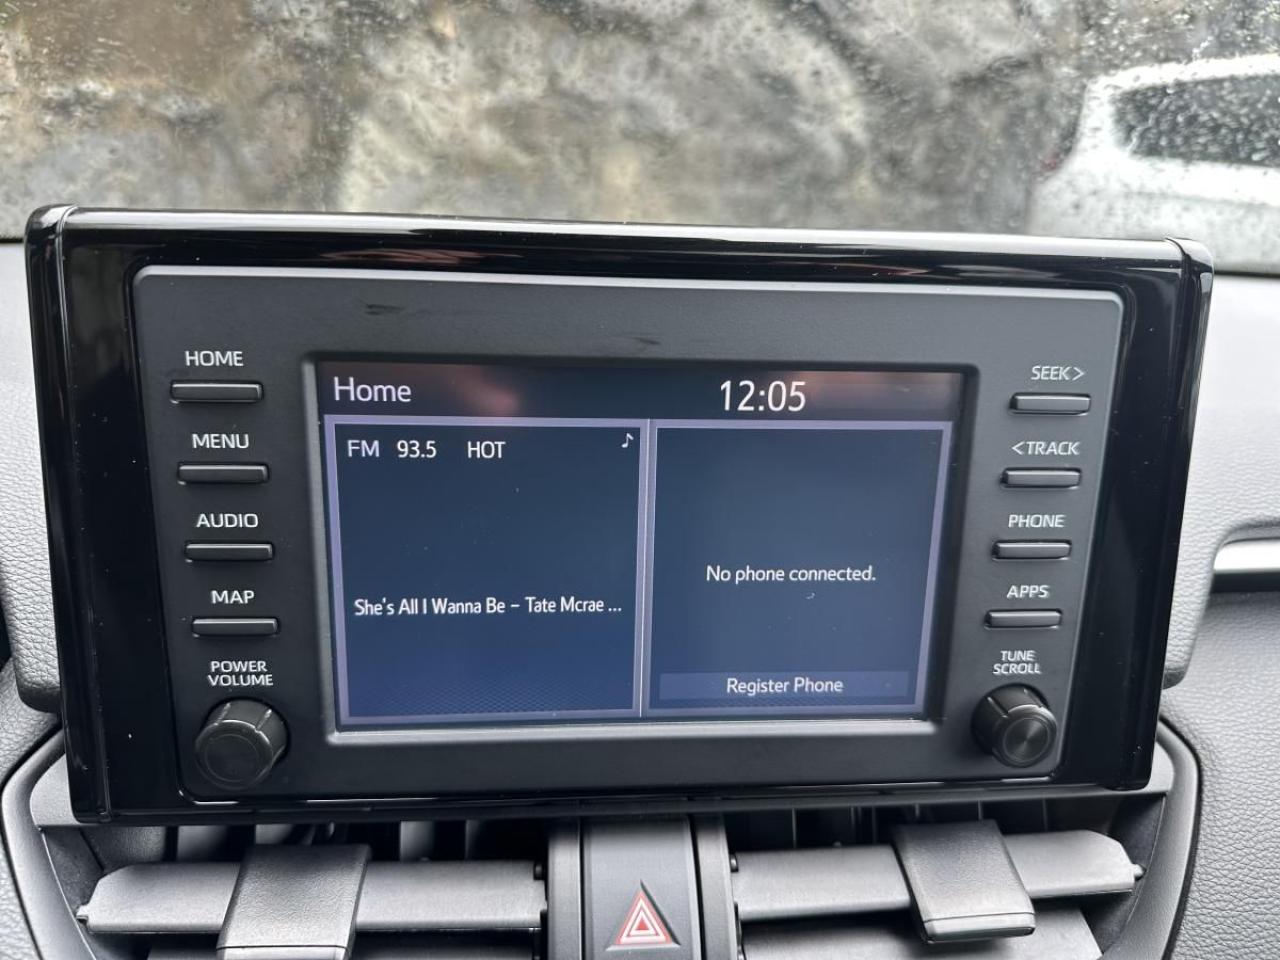 HOME
MENU
AUDIO
MAP
POWER
VOLUME
Home
12:05
FM 93.5 HOT
♪
She's All I Wanna Be – Tate Mcrae ...
No phone connected.
Register Phone
SEEK>
<TRACK
PHONE
APPS
TUNE
SCROLL